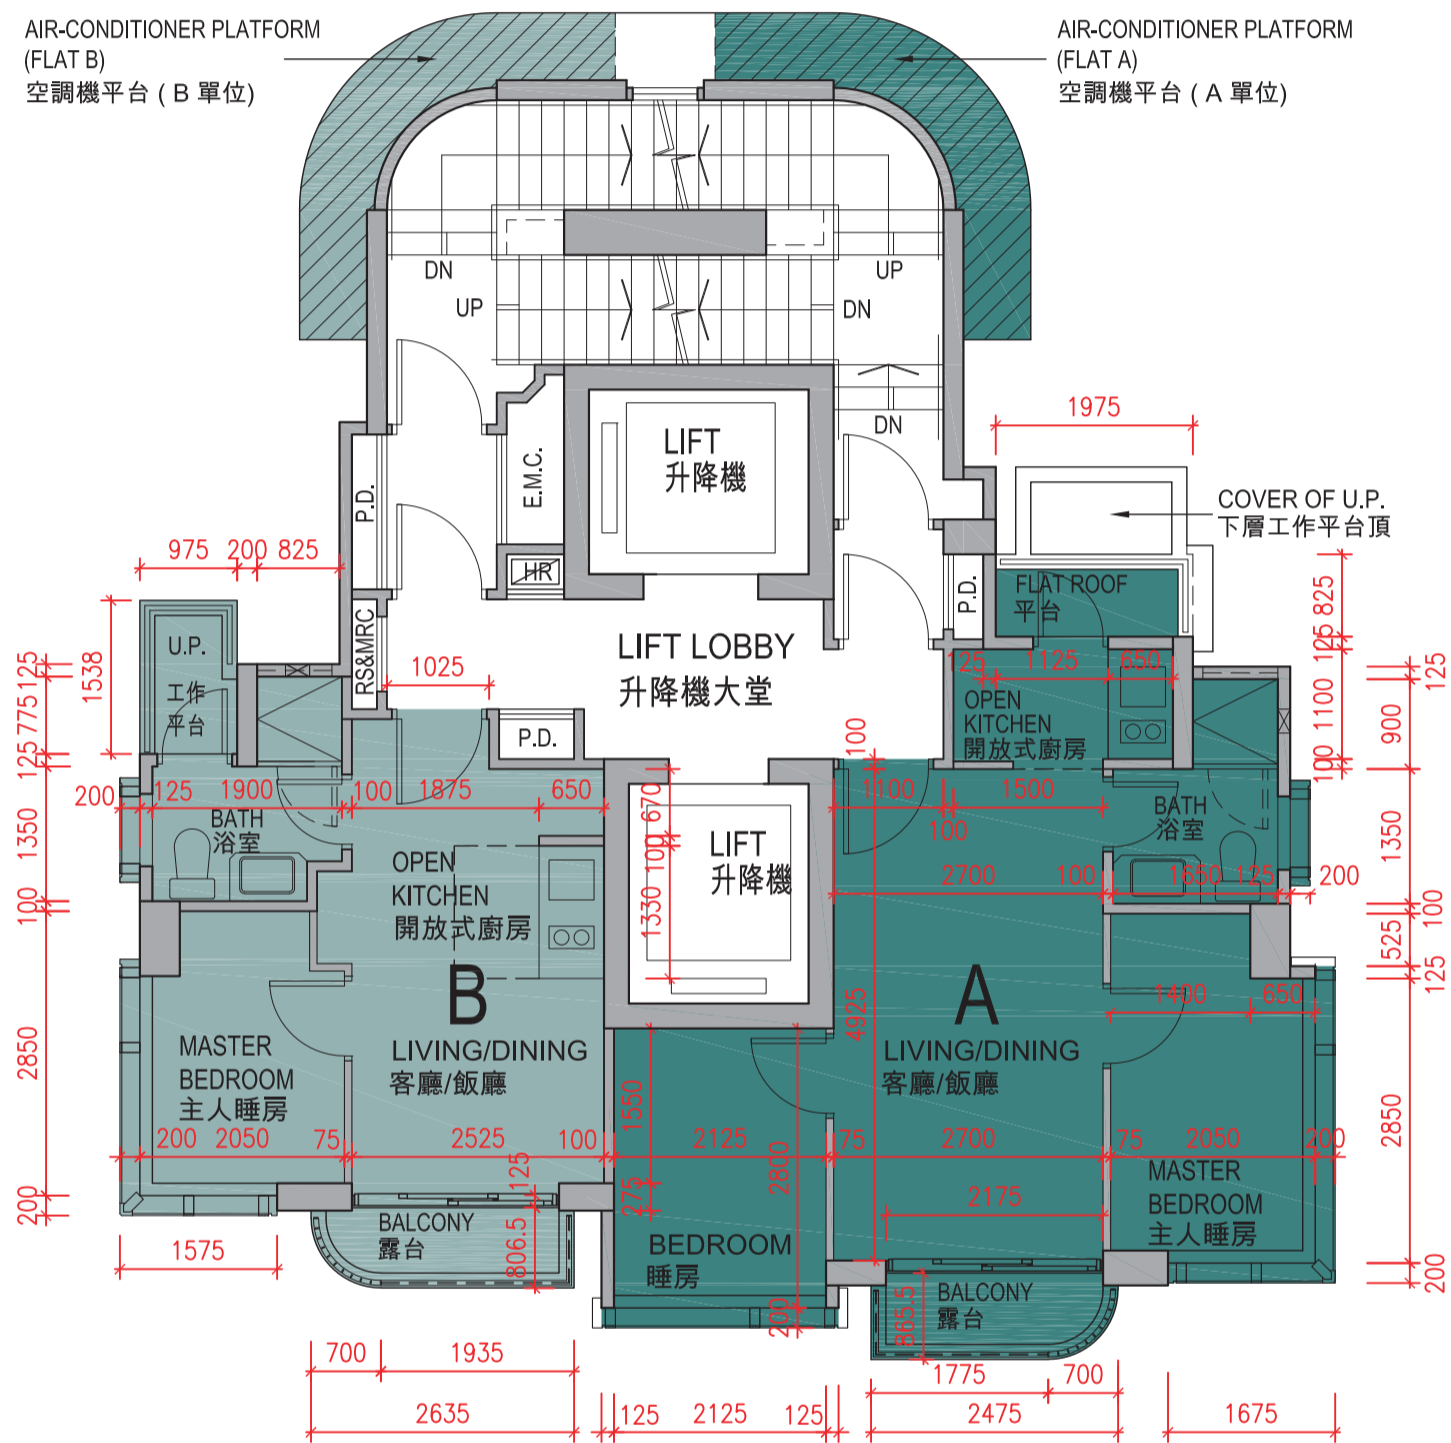 AIR-CONDITIONER PLATFORM
(FLAT B)
空調機平台 ( B 單位)
AIR-CONDITIONER PLATFORM
(FLAT A)
空調機平台 ( A 單位)
DN
UP
UP
DN
DN
LIFT
升降機
E.M.C.
P.D.
HR
RS&MRC
1975
COVER OF U.P.
下層工作平台頂
FLAT ROOF
平台
P.D.
825
125
1100
100
975
200
825
1538
U.P.
工作
平台
125
775
125
1350
100
2850
200
1025
LIFT LOBBY
升降機大堂
P.D.
125
1125
650
OPEN
KITCHEN
開放式廚房
125
900
1350
100
525
125
2850
200
200
125
1900
100
1875
650
BATH
浴室
OPEN
KITCHEN
開放式廚房
670
100
1330
LIFT
升降機
100
1100
100
1500
BATH
浴室
2700
100
1650
125
200
B
A
4925
1400
650
MASTER
BEDROOM
主人睡房
LIVING/DINING
客廳/飯廳
LIVING/DINING
客廳/飯廳
1550
200
2050
75
2525
100
2125
75
2700
75
2050
200
2800
125
275
2175
MASTER
BEDROOM
主人睡房
BALCONY
露台
806.5
1575
BEDROOM
睡房
200
BALCONY
露台
865.5
700
1935
2635
125
2125
125
1775
700
2475
1675